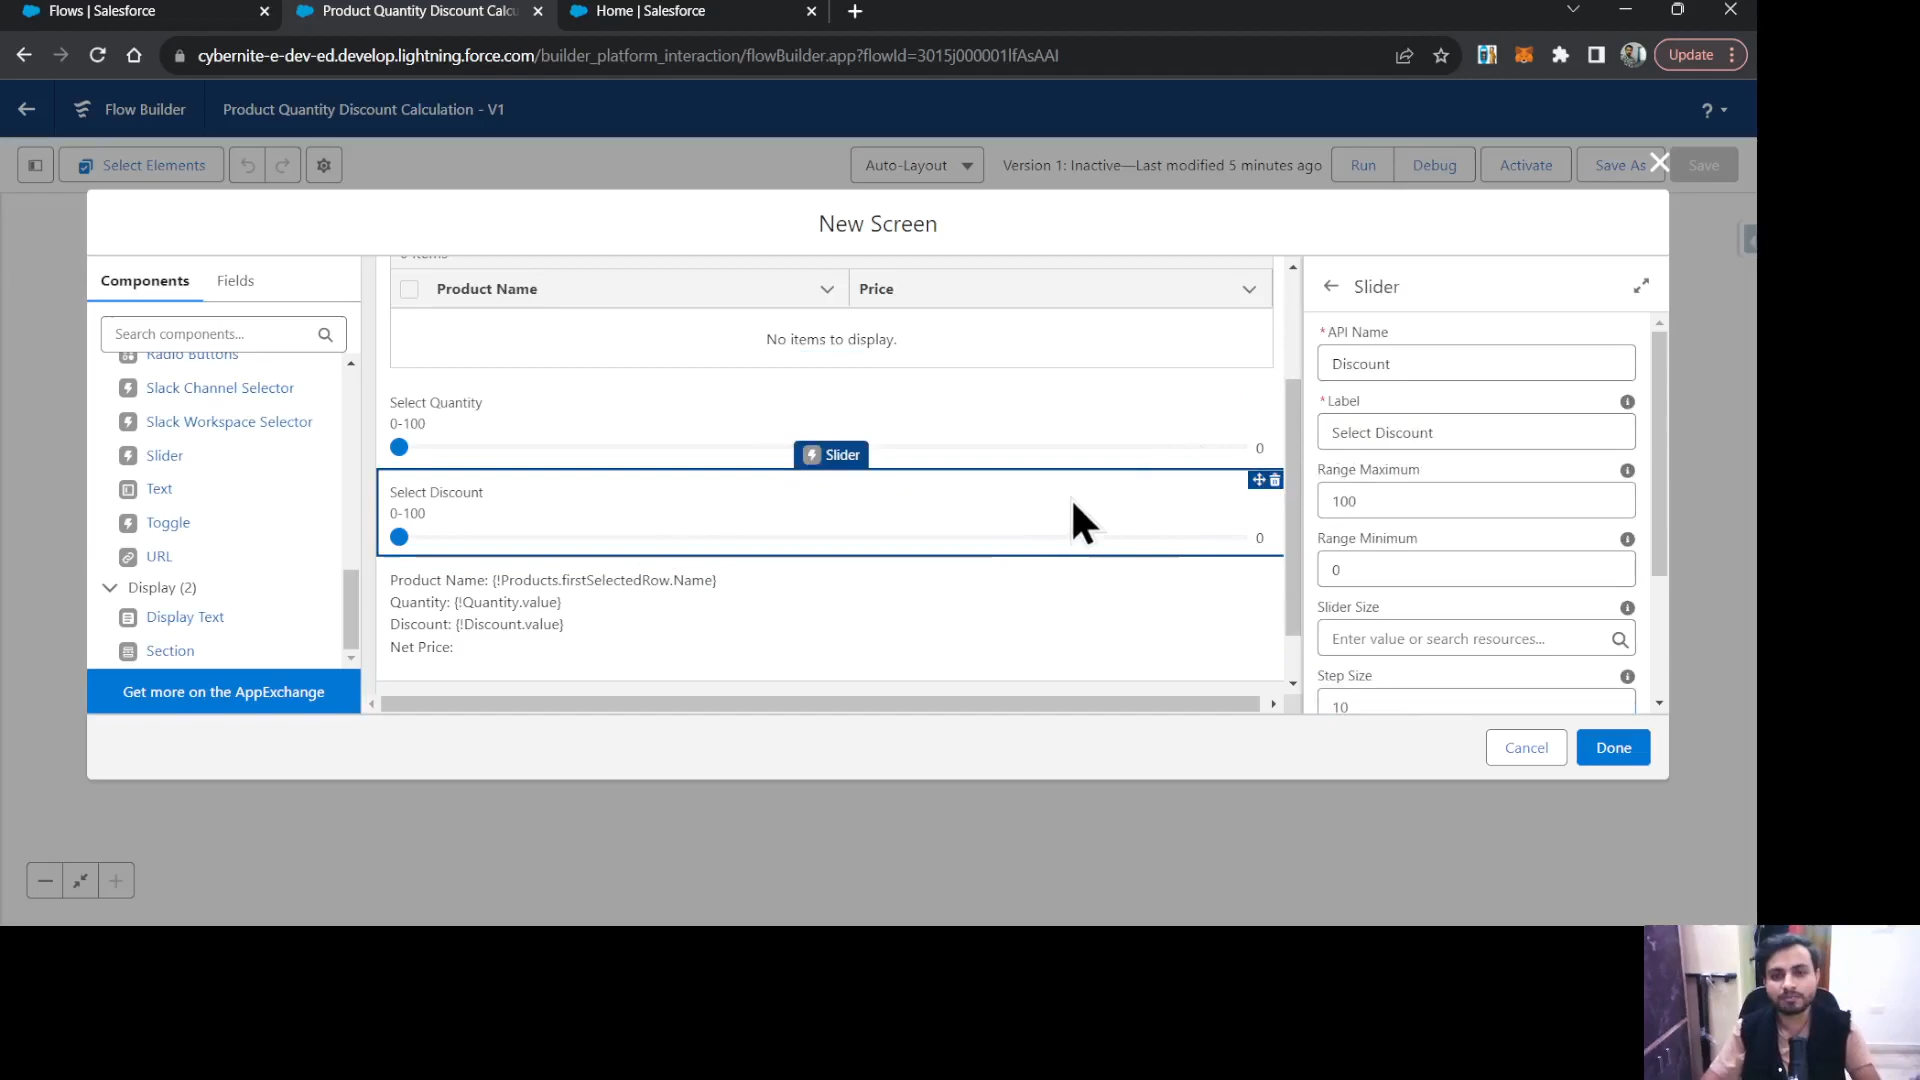 Flows | Salesforce
Product Quantity Discount Calcu
Home | Salesforce
cybernite-e-dev-ed.develop.lightning.force.com/builder_platform_interaction/flowBuilder.app?flowId=3015j000001lfAsAAI
Update
Flow Builder
Product Quantity Discount Calculation - V1
?
Select Elements
Auto-Layout
Version 1: Inactive—Last modified 5 minutes ago
Run
Debug
Activate
Save As
Save
New Screen
Components
Fields
Search components...
Radio Buttons
Slack Channel Selector
Slack Workspace Selector
Slider
Text
Toggle
URL
Display (2)
Display Text
Section
Get more on the AppExchange
Product Name
Price
No items to display.
Select Quantity
0-100
0
Slider
Select Discount
0-100
0
Product Name: {!Products.firstSelectedRow.Name}
Quantity: {!Quantity.value}
Discount: {!Discount.value}
Net Price:
Slider
*API Name
Discount
*Label
Select Discount
Range Maximum
100
Range Minimum
0
Slider Size
Enter value or search resources...
Step Size
10
Cancel
Done